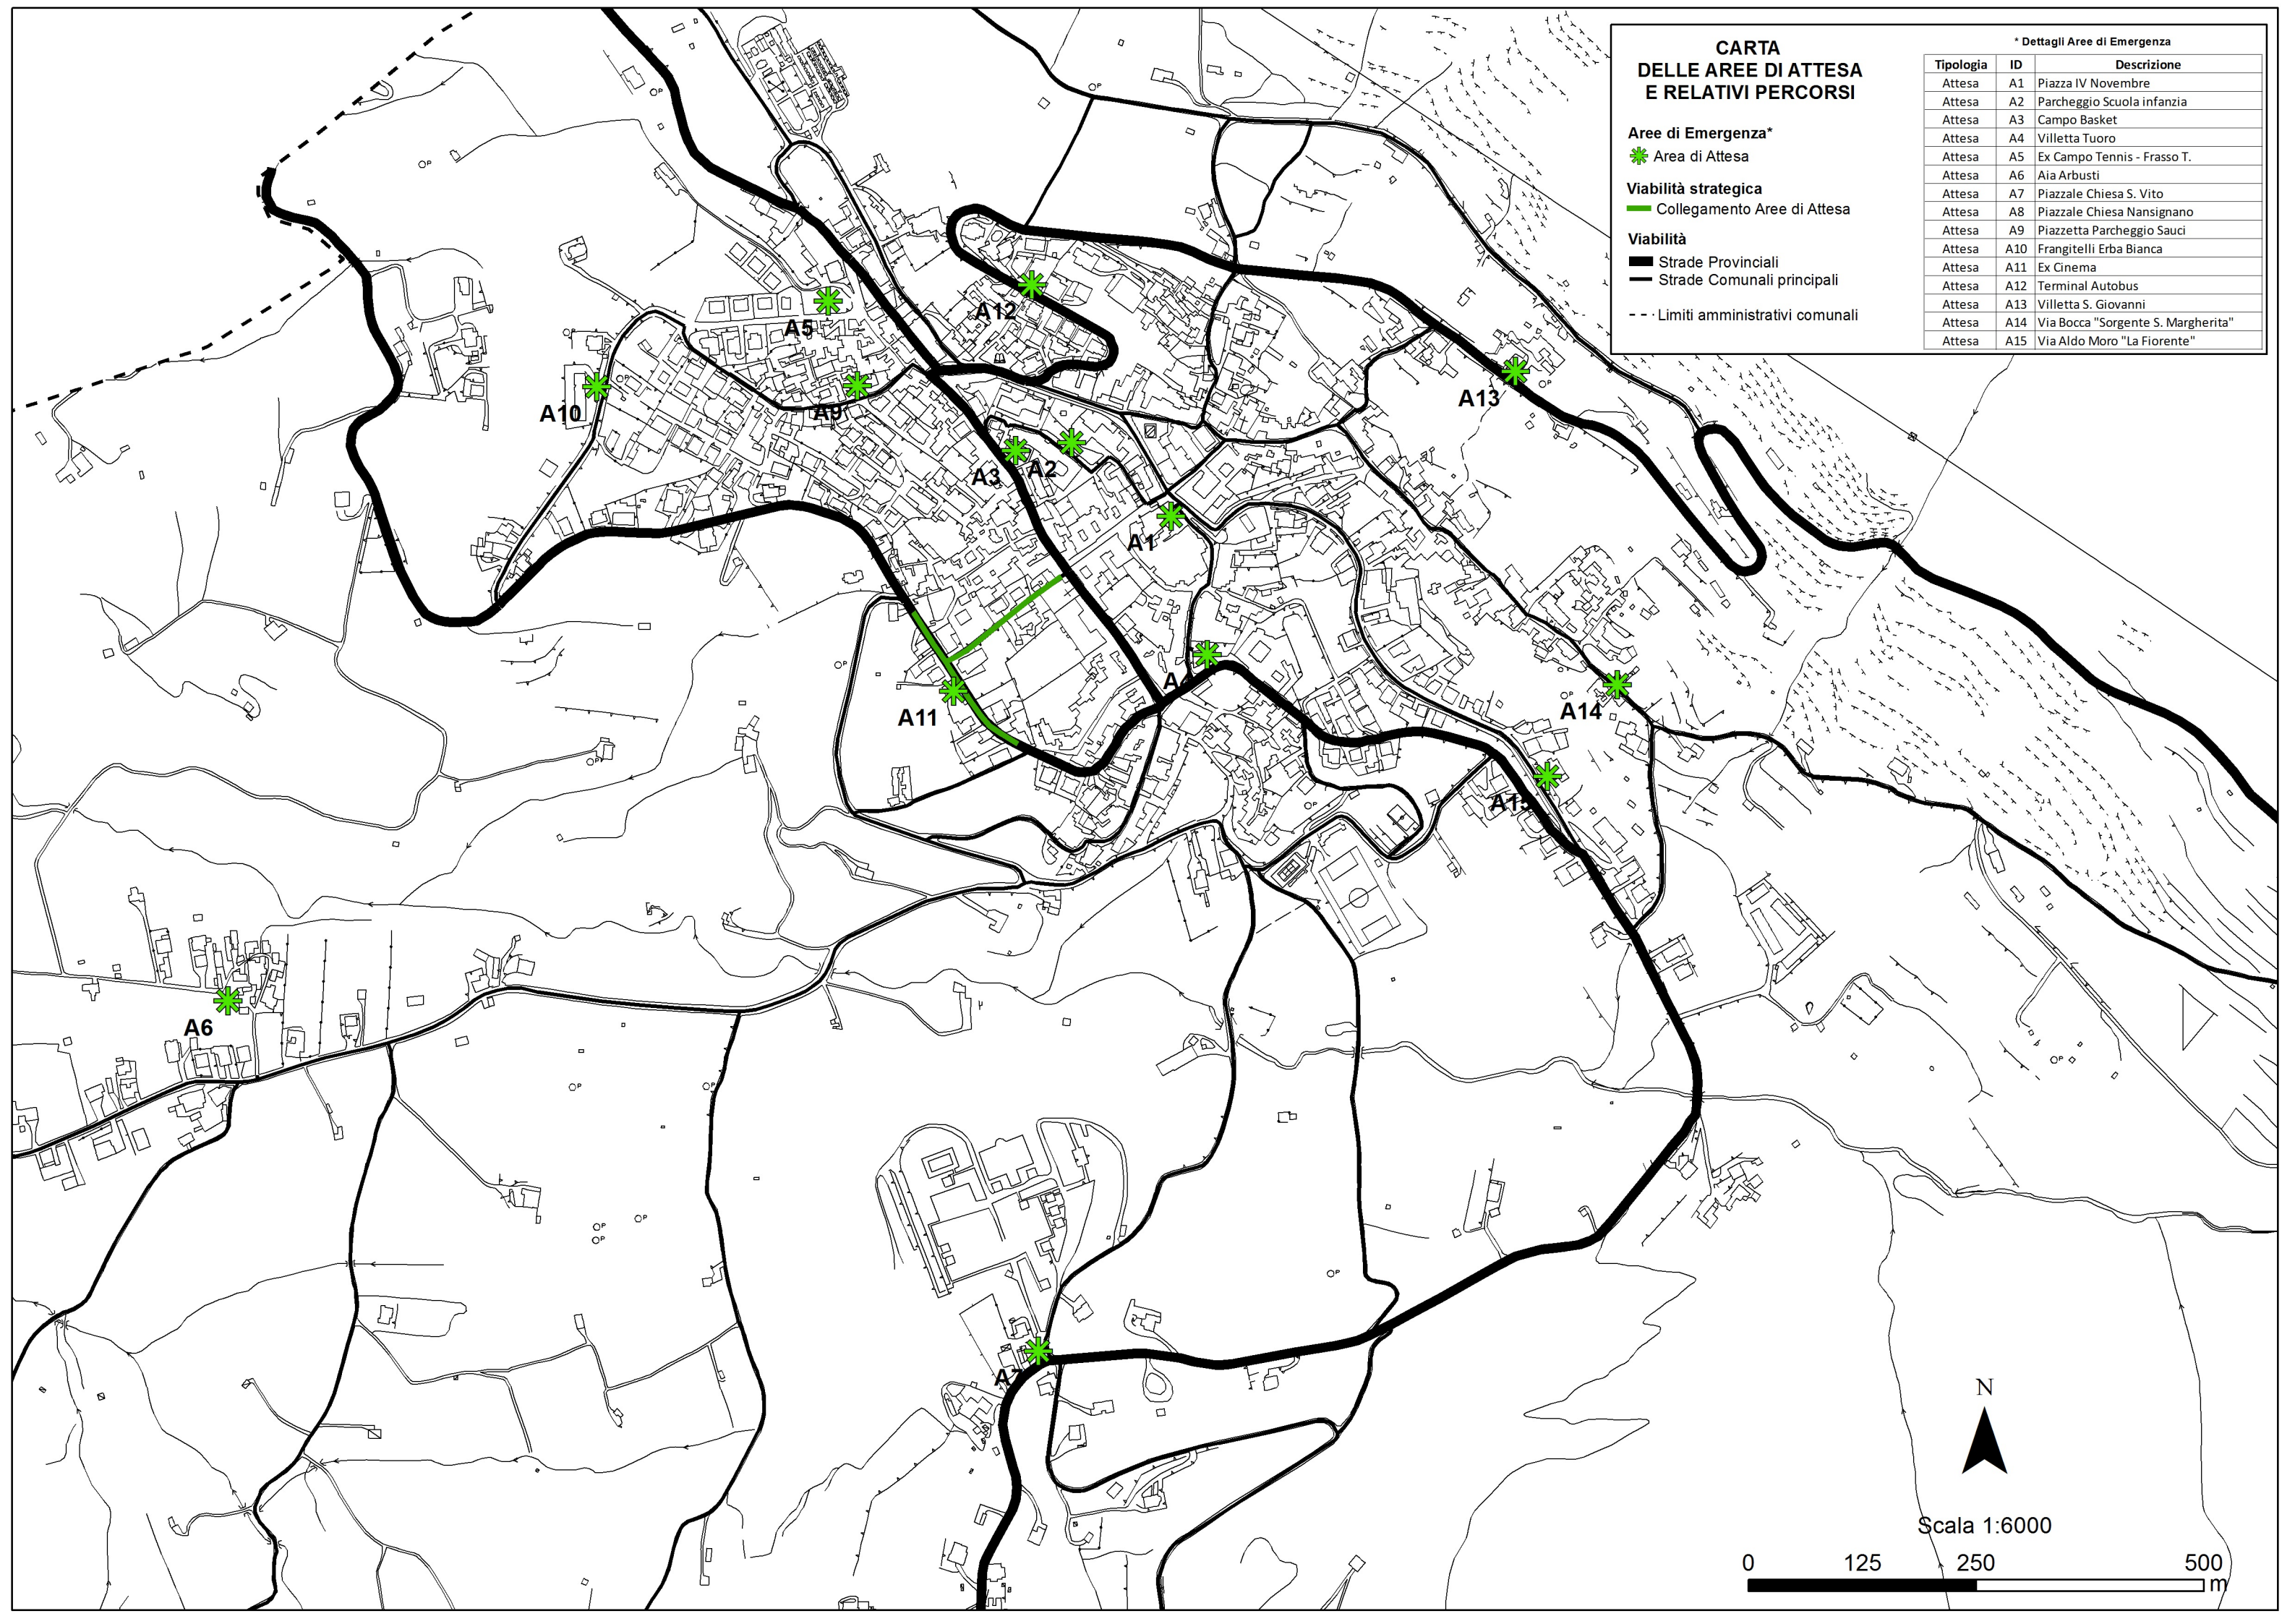 CARTA
DELLE AREE DI ATTESA
E RELATIVI PERCORSI
Aree di Emergenza*
Area di Attesa
Viabilità strategica
Collegamento Aree di Attesa
Viabilità
Strade Provinciali
Strade Comunali principali
Limiti amministrativi comunali
* Dettagli Aree di Emergenza
Tipologia ID Descrizione
Attesa A1 Piazza IV Novembre
Attesa A2 Parcheggio Scuola infanzia
Attesa A3 Campo Basket
Attesa A4 Villetta Tuoro
Attesa A5 Ex Campo Tennis - Frasso T.
Attesa A6 Aia Arbusti
Attesa A7 Piazzale Chiesa S. Vito
Attesa A8 Piazzale Chiesa Nansignano
Attesa A9 Piazzetta Parcheggio Sauci
Attesa A10 Frangitelli Erba Bianca
Attesa A11 Ex Cinema
Attesa A12 Terminal Autobus
Attesa A13 Villetta S. Giovanni
Attesa A14 Via Bocca "Sorgente S. Margherita"
Attesa A15 Via Aldo Moro "La Fiorente"
A12
A5
A13
A10
A9
A3
A2
A1
A4
A11
A14
A15
A6
A7
N
Scala 1:6000
0 125 250 500
m